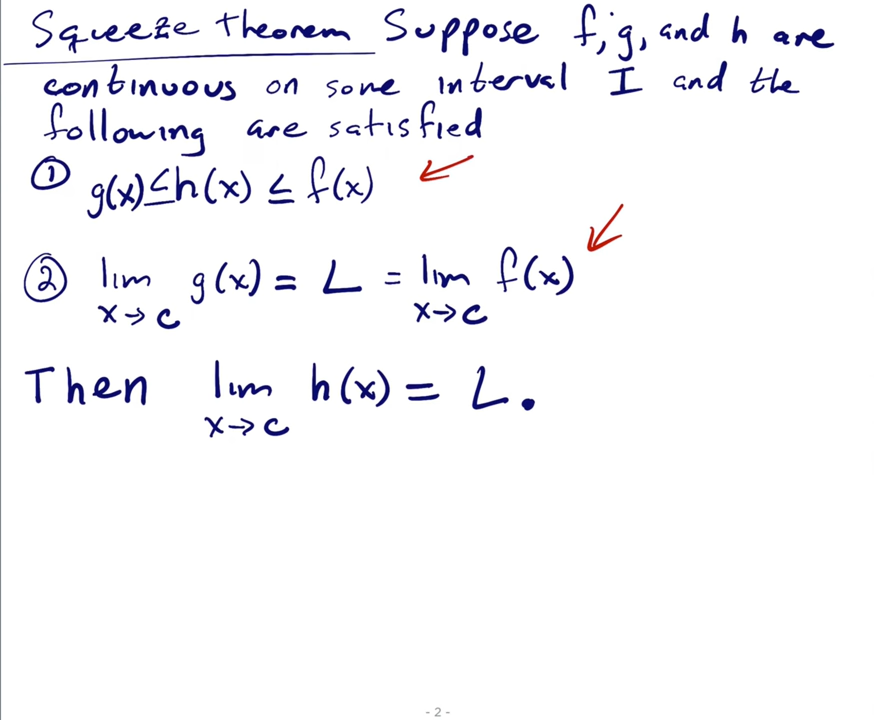 Squeeze theorem Suppose f, g, and h are
continuous on some interval I and the
following are satisfied
① g(x) ≤ h(x) ≤ f(x)
② lim x→c g(x) = L = lim x→c f(x)
Then lim x→c h(x) = L.
- 2 -